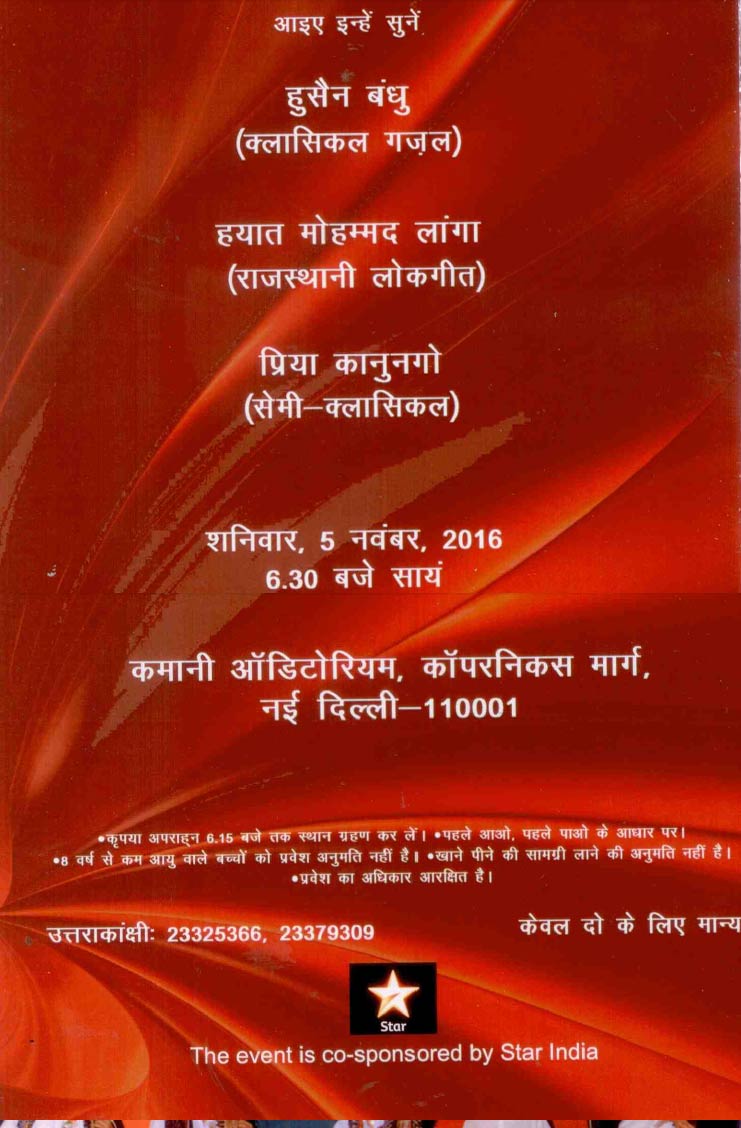 आइए इन्हें सुनें
हुसैन बंधु
(क्लासिकल गज़ल)
हयात मोहम्मद लांगा
(राजस्थानी लोकगीत)
प्रिया कानुनगो
(सेमी–क्लासिकल)
शनिवार, 5 नवंबर, 2016
6.30 बजे सायं
कमानी ऑडिटोरियम, कॉपरनिकस मार्ग,
नई दिल्ली–110001
•कृपया अपराह्न 6.15 बजे तक स्थान ग्रहण कर लें। •पहले आओ, पहले पाओ के आधार पर।
•8 वर्ष से कम आयु वाले बच्चों को प्रवेश अनुमति नहीं है। •खाने पीने की सामग्री लाने की अनुमति नहीं है।
•प्रवेश का अधिकार आरक्षित है।
उत्तराकांक्षीः 23325366, 23379309
केवल दो के लिए मान्य
Star
The event is co-sponsored by Star India